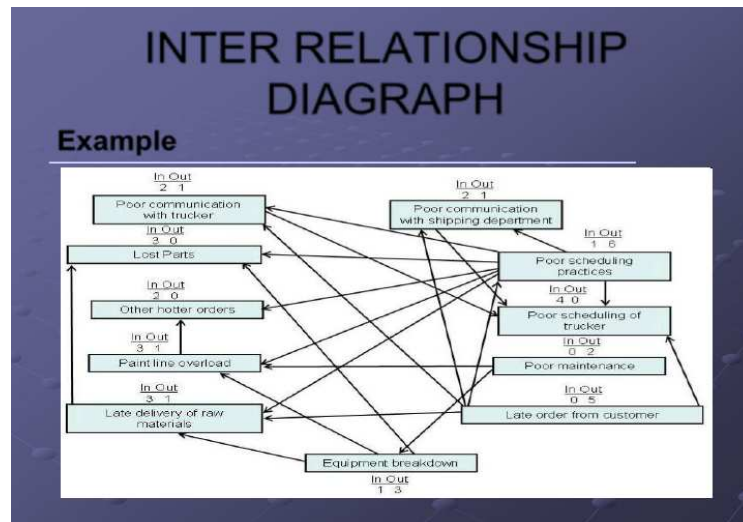 INTER RELATIONSHIP
DIAGRAPH
Example
In Out
2 1
Poor communication
with trucker
In Out
3 0
Lost Parts
In Out
2 0
Other hotter orders
In Out
3 1
Paint line overload
In Out
3 1
Late delivery of raw
materials
In Out
2 1
Poor communication
with shipping department
In Out
1 6
Poor scheduling
practices
In Out
4 0
Poor scheduling of
trucker
In Out
0 2
Poor maintenance
In Out
0 5
Late order from customer
Equipment breakdown
In Out
1 3